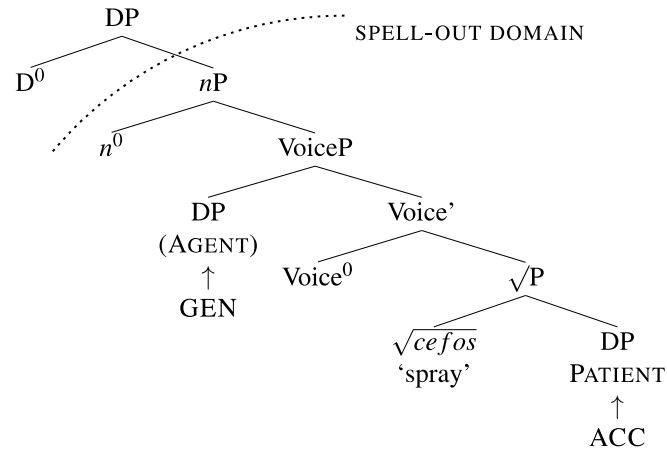 DP
SPELL-OUT DOMAIN
D⁰
nP
n⁰
VoiceP
DP
Voice’
(AGENT)
↑
GEN
Voice⁰
√P
√cefos
DP
‘spray’
PATIENT
↑
ACC